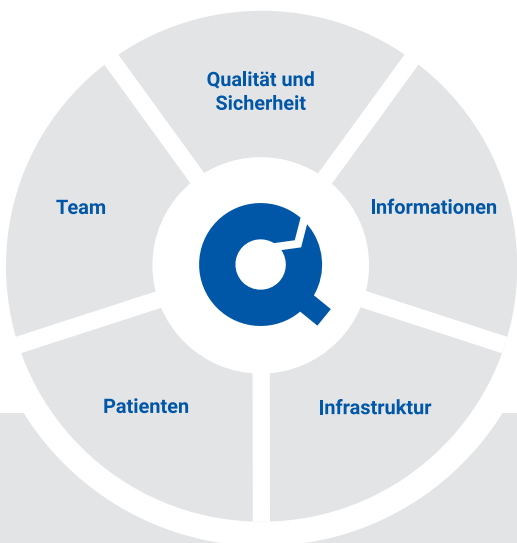 Qualität und
Sicherheit
Team
Informationen
Patienten
Infrastruktur